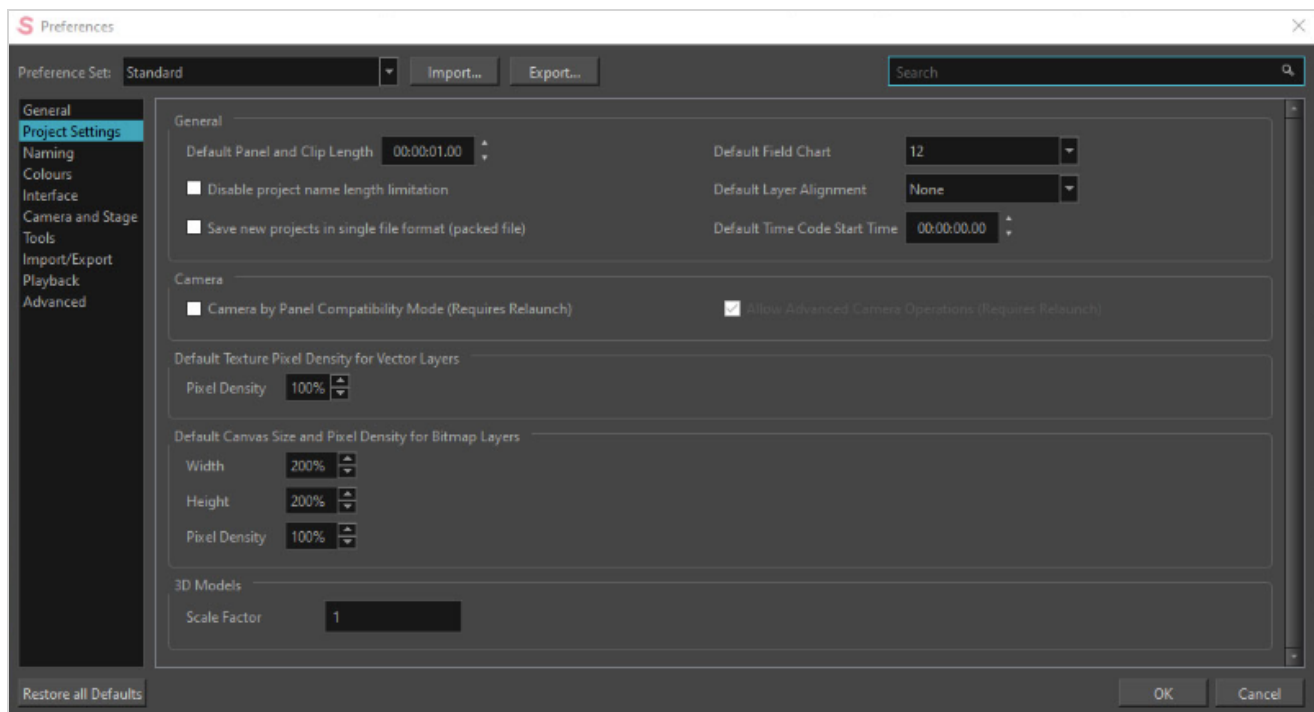 S Preferences
Preference Set: Standard Import... Export... Search
General
Project Settings
Naming
Colours
Interface
Camera and Stage
Tools
Import/Export
Playback
Advanced
General
Default Panel and Clip Length 00:00:01.00 Default Field Chart 12
Disable project name length limitation Default Layer Alignment None
Save new projects in single file format (packed file) Default Time Code Start Time 00:00:00.00
Camera
Camera by Panel Compatibility Mode (Requires Relaunch) Allow Advanced Camera Operations (Requires Relaunch)
Default Texture Pixel Density for Vector Layers
Pixel Density 100%
Default Canvas Size and Pixel Density for Bitmap Layers
Width 200%
Height 200%
Pixel Density 100%
3D Models
Scale Factor 1
Restore all Defaults OK Cancel